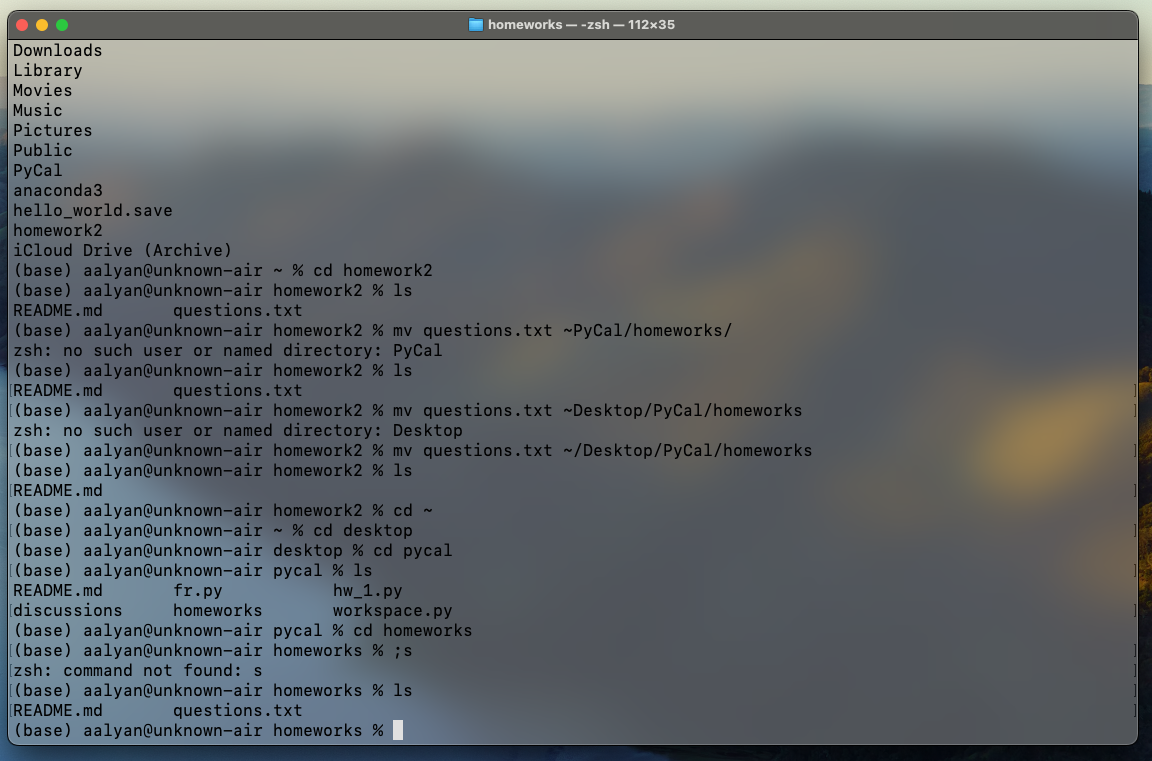 homeworks — -zsh — 112×35
Downloads
Library
Movies
Music
Pictures
Public
PyCal
anaconda3
hello_world.save
homework2
iCloud Drive (Archive)
(base) aalyan@unknown-air ~ % cd homework2
(base) aalyan@unknown-air homework2 % ls
README.md       questions.txt
(base) aalyan@unknown-air homework2 % mv questions.txt ~PyCal/homeworks/
zsh: no such user or named directory: PyCal
(base) aalyan@unknown-air homework2 % ls
README.md       questions.txt
(base) aalyan@unknown-air homework2 % mv questions.txt ~Desktop/PyCal/homeworks
zsh: no such user or named directory: Desktop
(base) aalyan@unknown-air homework2 % mv questions.txt ~/Desktop/PyCal/homeworks
(base) aalyan@unknown-air homework2 % ls
README.md
(base) aalyan@unknown-air homework2 % cd ~
(base) aalyan@unknown-air ~ % cd desktop
(base) aalyan@unknown-air desktop % cd pycal
(base) aalyan@unknown-air pycal % ls
README.md       fr.py           hw_1.py
discussions     homeworks       workspace.py
(base) aalyan@unknown-air pycal % cd homeworks
(base) aalyan@unknown-air homeworks % ;s
zsh: command not found: s
(base) aalyan@unknown-air homeworks % ls
README.md       questions.txt
(base) aalyan@unknown-air homeworks %